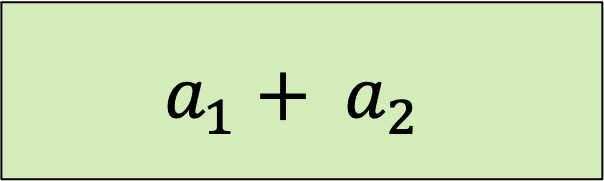 a₁ + a₂